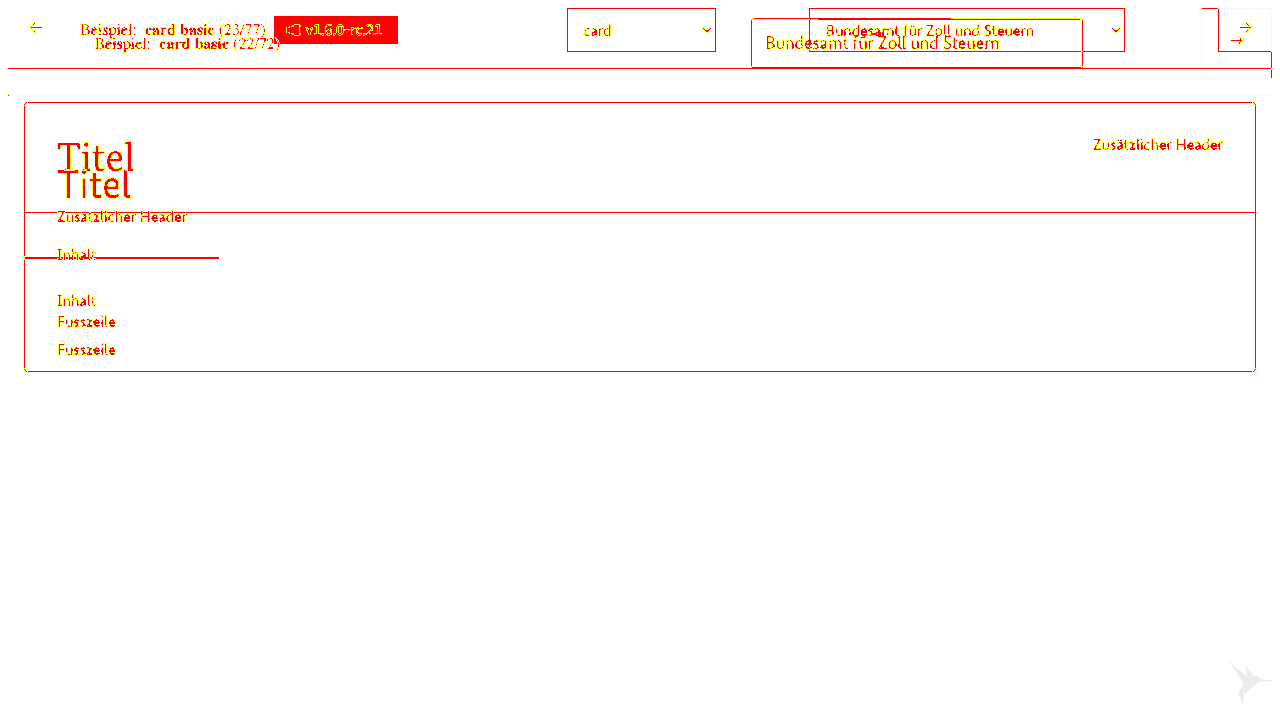 Beispiel: card basic (23/77) v1.6.0-rc.21 card Bundesamt für Zoll und Steuern
Beispiel: card basic (22/72) Bundesamt für Zoll und Steuern
Titel
Zusätzlicher Header
Titel
Zusätzlicher Header
Inhalt
Inhalt
Fusszeile
Fusszeile